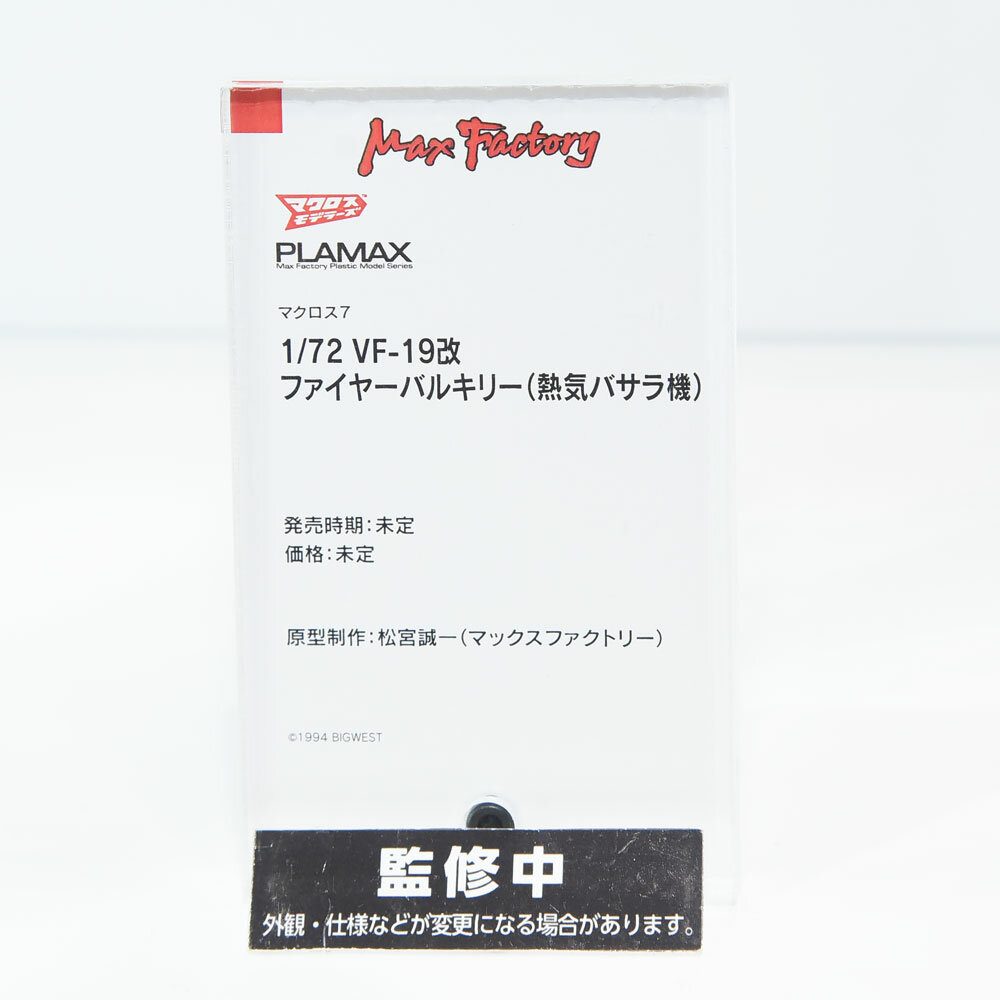 Max Factory
マクロス
モデラーズ
PLAMAX
Max Factory Plastic Model Series
マクロス7
1/72 VF-19改
ファイヤーバルキリー(熱気バサラ機)
発売時期:未定
価格:未定
原型制作:松宮誠一(マックスファクトリー)
©1994 BIGWEST
監修中
外観・仕様などが変更になる場合があります。